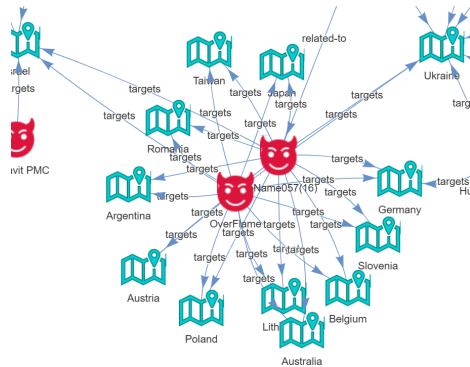 related-to
Israel
Taiwan
Japan
Ukraine
targets
targets
targets
targets
targets
targets
targets
targets
targets
Romania
targets
avit PMC
targets
Name057(16)
targets
targets
targets
Hu
Argentina
targets
targets
Germany
OverFlame
targets
targets
targets
targets
targets
Slovenia
targets
targets
Austria
Poland
Lith
Belgium
Australia